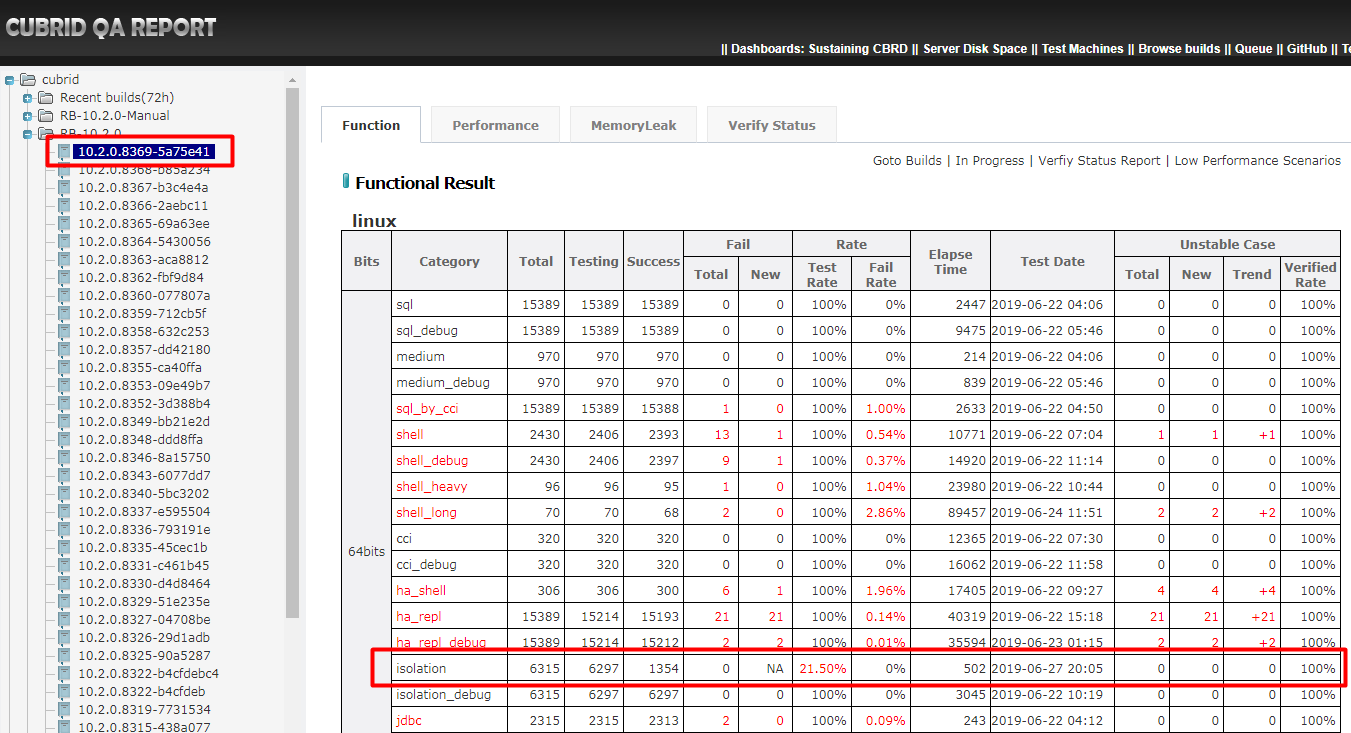 CUBRID QA REPORT
|| Dashboards: Sustaining CBRD || Server Disk Space || Test Machines || Browse builds || Queue || GitHub ||
cubrid
Recent builds(72h)
RB-10.2.0-Manual
RB-10.2.0
10.2.0.8369-5a75e41
10.2.0.8368-b85a234
10.2.0.8367-b3c4e4a
10.2.0.8366-2aebc11
10.2.0.8365-69a63ee
10.2.0.8364-5430056
10.2.0.8363-aca8812
10.2.0.8362-fbf9d84
10.2.0.8360-077807a
10.2.0.8359-712cb5f
10.2.0.8358-632c253
10.2.0.8357-dd42180
10.2.0.8355-ca40ffa
10.2.0.8353-09e49b7
10.2.0.8352-3d388b4
10.2.0.8349-bb21e2d
10.2.0.8348-ddd8ffa
10.2.0.8346-8a15750
10.2.0.8343-6077dd7
10.2.0.8340-5bc3202
10.2.0.8337-e595504
10.2.0.8336-793191e
10.2.0.8335-45cec1b
10.2.0.8331-c461b45
10.2.0.8330-d4d8464
10.2.0.8329-51e235e
10.2.0.8327-04708be
10.2.0.8326-29d1adb
10.2.0.8325-90a5287
10.2.0.8322-b4cfdebc4
10.2.0.8322-b4cfdeb
10.2.0.8319-7731534
10.2.0.8315-438a077
Function Performance MemoryLeak Verify Status
Goto Builds | In Progress | Verfiy Status Report | Low Performance Scenarios
Functional Result
linux
Bits Category Total Testing Success Fail Rate Elapse Time Test Date Unstable Case
Total New Test Rate Fail Rate Total New Trend Verified Rate
64bits
sql 15389 15389 15389 0 0 100% 0% 2447 2019-06-22 04:06 0 0 0 100%
sql_debug 15389 15389 15389 0 0 100% 0% 9475 2019-06-22 05:46 0 0 0 100%
medium 970 970 970 0 0 100% 0% 214 2019-06-22 04:06 0 0 0 100%
medium_debug 970 970 970 0 0 100% 0% 839 2019-06-22 05:46 0 0 0 100%
sql_by_cci 15389 15389 15388 1 0 100% 1.00% 2633 2019-06-22 04:50 0 0 0 100%
shell 2430 2406 2393 13 1 100% 0.54% 10771 2019-06-22 07:04 1 1 +1 100%
shell_debug 2430 2406 2397 9 1 100% 0.37% 14920 2019-06-22 11:14 0 0 0 100%
shell_heavy 96 96 95 1 0 100% 1.04% 23980 2019-06-22 10:44 0 0 0 100%
shell_long 70 70 68 2 0 100% 2.86% 89457 2019-06-24 11:51 2 2 +2 100%
cci 320 320 320 0 0 100% 0% 12365 2019-06-22 07:30 0 0 0 100%
cci_debug 320 320 320 0 0 100% 0% 16062 2019-06-22 11:58 0 0 0 100%
ha_shell 306 306 300 6 1 100% 1.96% 17405 2019-06-22 09:27 4 4 +4 100%
ha_repl 15389 15214 15193 21 21 100% 0.14% 40319 2019-06-22 15:18 21 21 +21 100%
ha_repl_debug 15389 15214 15212 2 2 100% 0.01% 35594 2019-06-23 01:15 2 2 +2 100%
isolation 6315 6297 1354 0 NA 21.50% 0% 502 2019-06-27 20:05 0 0 0 100%
isolation_debug 6315 6297 6297 0 0 100% 0% 3045 2019-06-22 10:19 0 0 0 100%
jdbc 2315 2315 2313 2 0 100% 0.09% 243 2019-06-22 04:12 0 0 0 100%